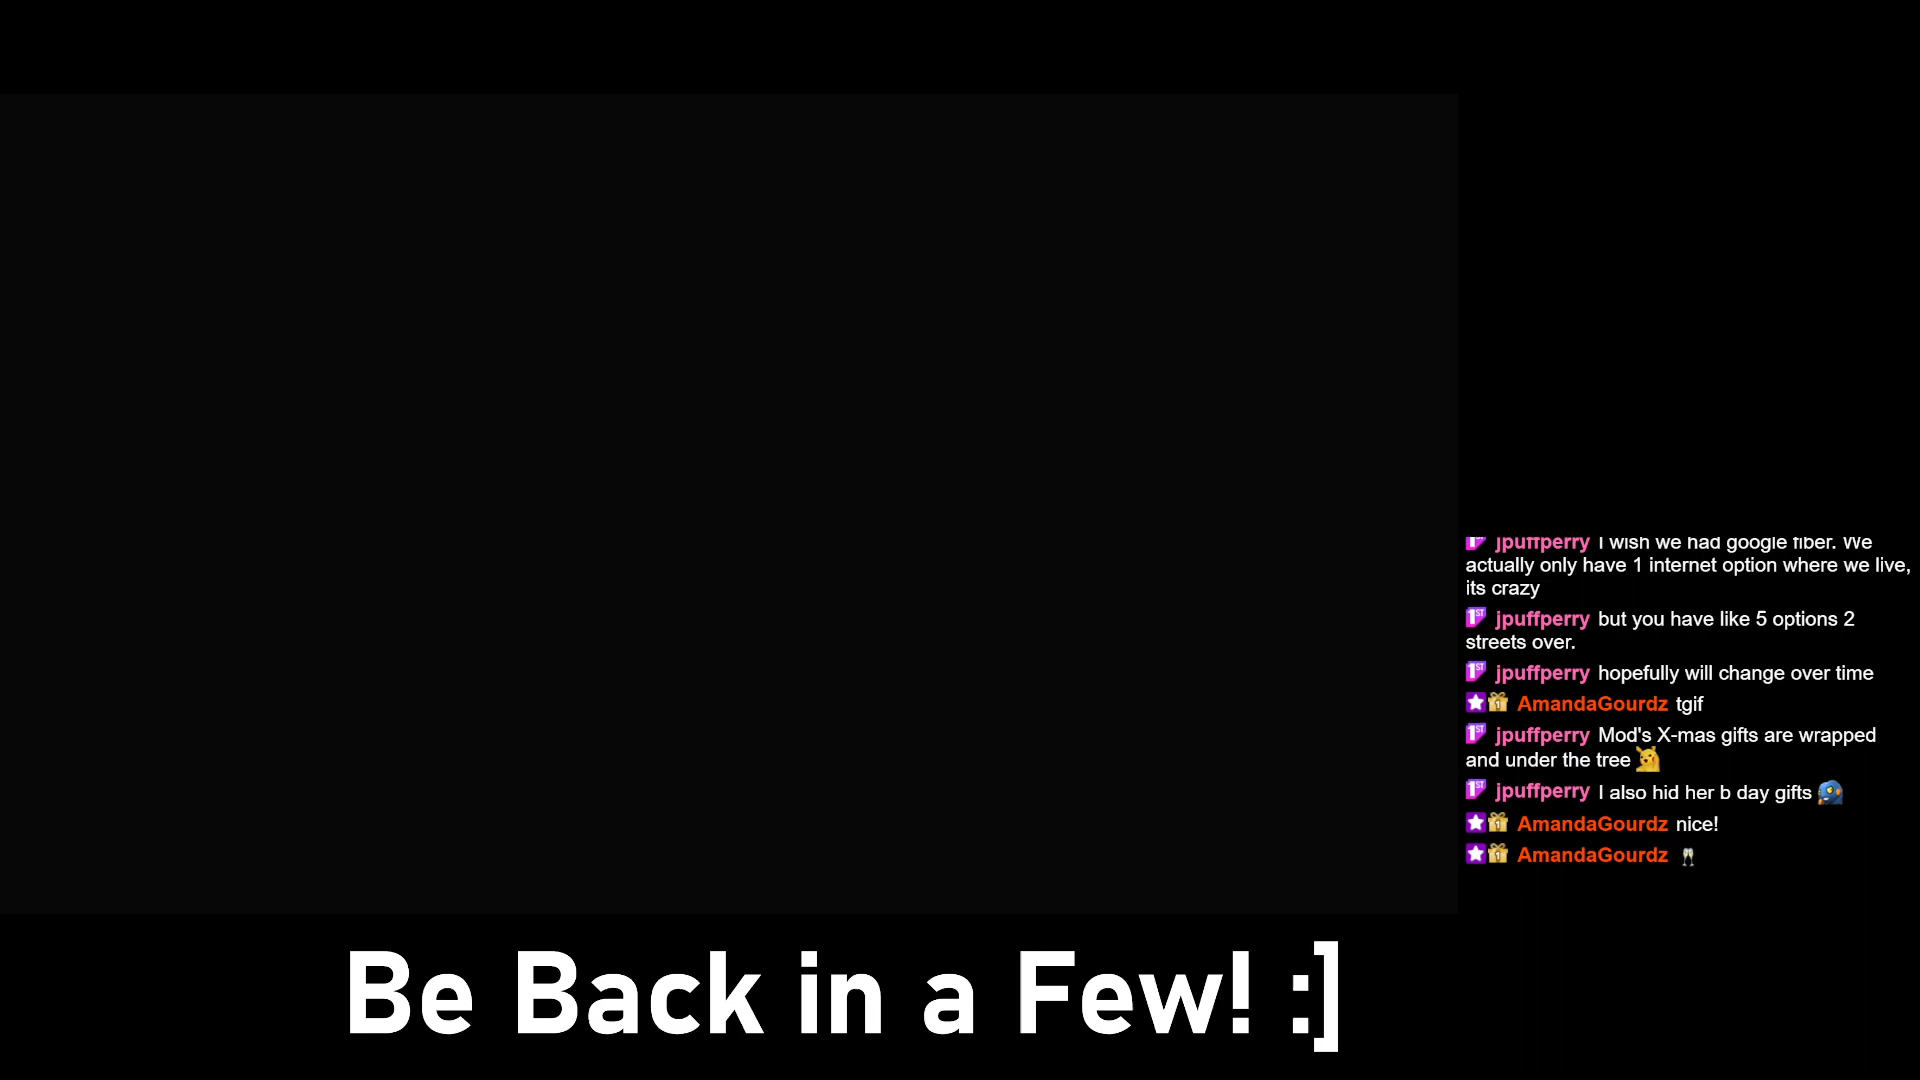 jpuffperry I wish we had google fiber. We
actually only have 1 internet option where we live,
its crazy
jpuffperry but you have like 5 options 2
streets over.
jpuffperry hopefully will change over time
AmandaGourdz tgif
jpuffperry Mod's X-mas gifts are wrapped
and under the tree
jpuffperry I also hid her b day gifts
AmandaGourdz nice!
AmandaGourdz 🥂
Be Back in a Few! :]